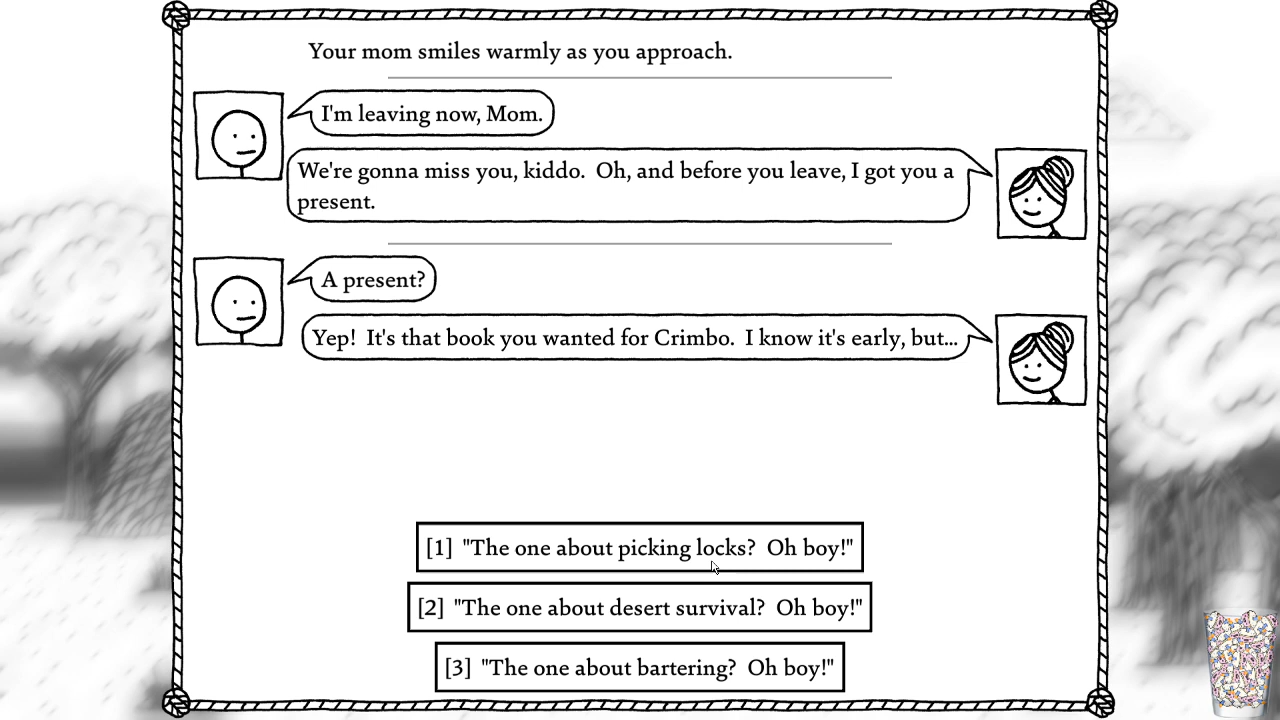 Your mom smiles warmly as you approach.
I'm leaving now, Mom.
We're gonna miss you, kiddo.  Oh, and before you leave, I got you a
present.
A present?
Yep!  It's that book you wanted for Crimbo.  I know it's early, but...
[1]  "The one about picking locks?  Oh boy!"
[2]  "The one about desert survival?  Oh boy!"
[3]  "The one about bartering?  Oh boy!"